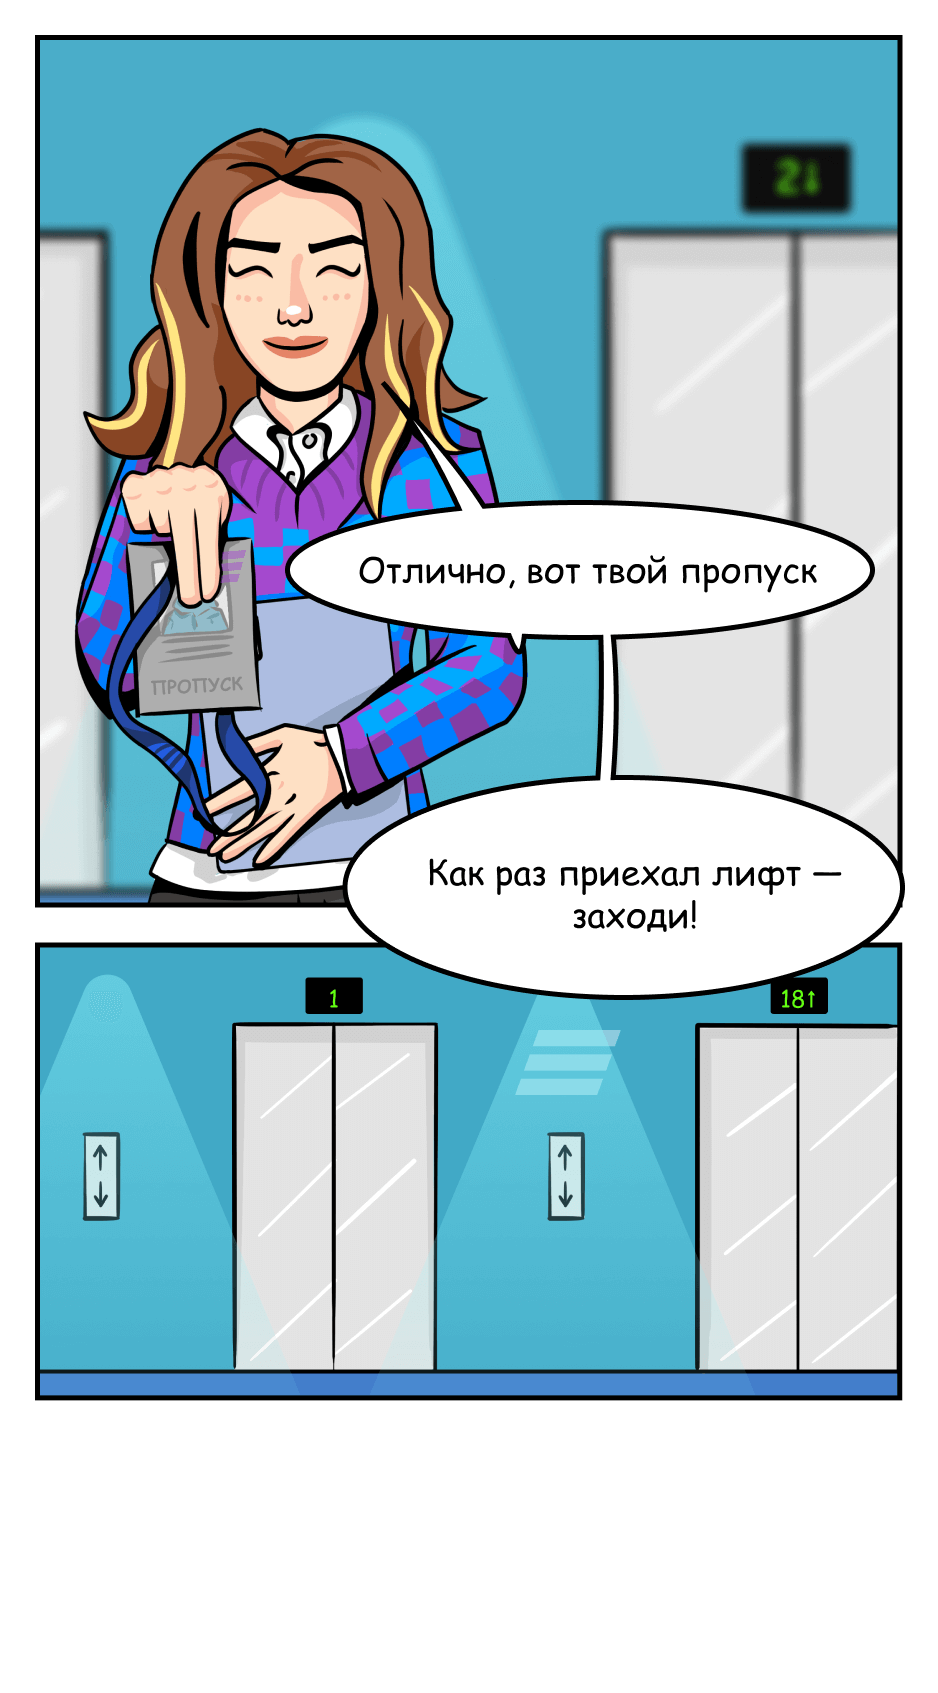 2↓
Отлично, вот твой пропуск
ПРОПУСК
Как раз приехал лифт —
заходи!
1
18↑